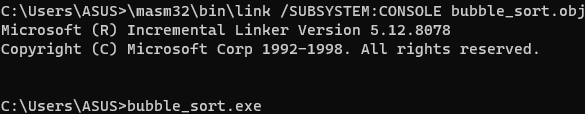 C:\Users\ASUS>\masm32\bin\link /SUBSYSTEM:CONSOLE bubble_sort.obj
Microsoft (R) Incremental Linker Version 5.12.8078
Copyright (C) Microsoft Corp 1992-1998. All rights reserved.
C:\Users\ASUS>bubble_sort.exe